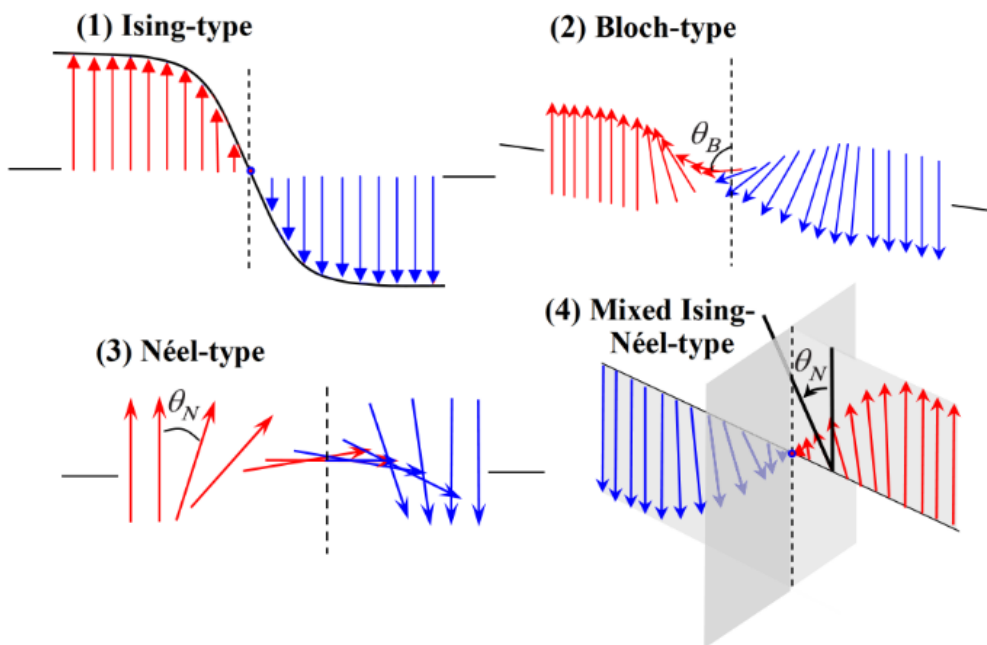 (1) Ising-type
(2) Bloch-type
θB
(3) Néel-type
θN
(4) Mixed Ising-
Néel-type
θN